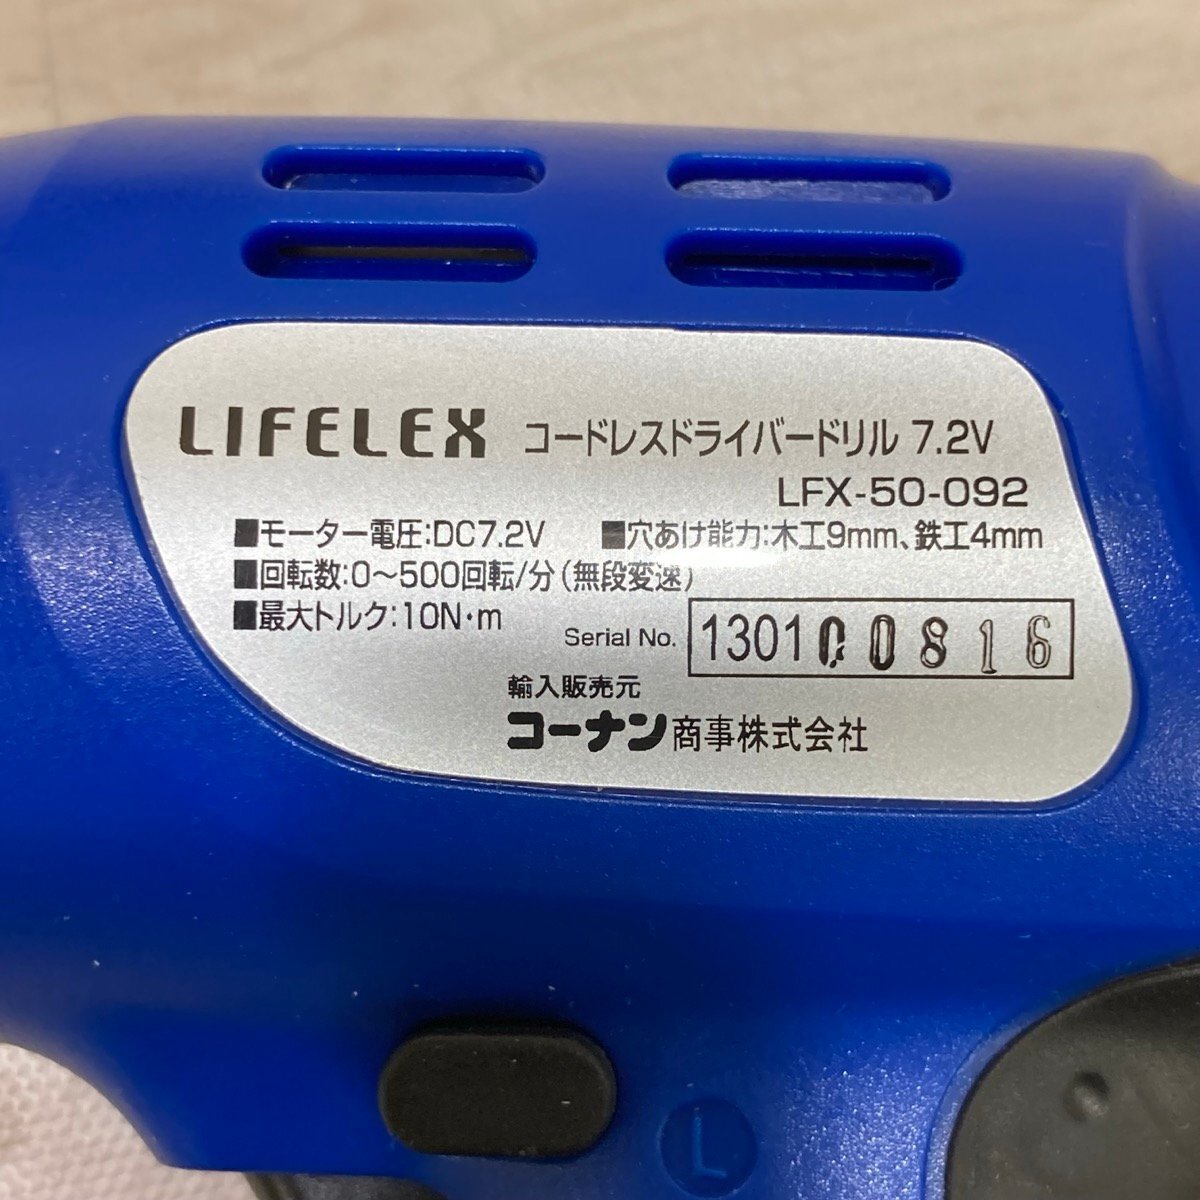 LIFELEX コードレスドライバードリル 7.2V
LFX-50-092
■モーター電圧:DC7.2V ■穴あけ能力:木工9mm、鉄工4mm
■回転数:0〜500回転/分(無段変速)
■最大トルク:10N・m
Serial No. 130100816
輸入販売元
コーナン商事株式会社
L